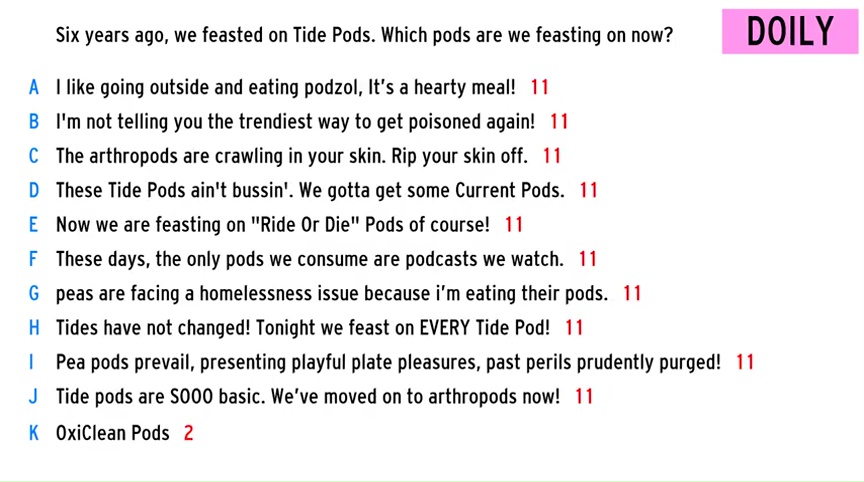 Six years ago, we feasted on Tide Pods. Which pods are we feasting on now?
DOILY
A I like going outside and eating podzol, It's a hearty meal! 11
B I'm not telling you the trendiest way to get poisoned again! 11
C The arthropods are crawling in your skin. Rip your skin off. 11
D These Tide Pods ain't bussin'. We gotta get some Current Pods. 11
E Now we are feasting on "Ride Or Die" Pods of course! 11
F These days, the only pods we consume are podcasts we watch. 11
G peas are facing a homelessness issue because i'm eating their pods. 11
H Tides have not changed! Tonight we feast on EVERY Tide Pod! 11
I Pea pods prevail, presenting playful plate pleasures, past perils prudently purged! 11
J Tide pods are SOOO basic. We've moved on to arthropods now! 11
K OxiClean Pods 2